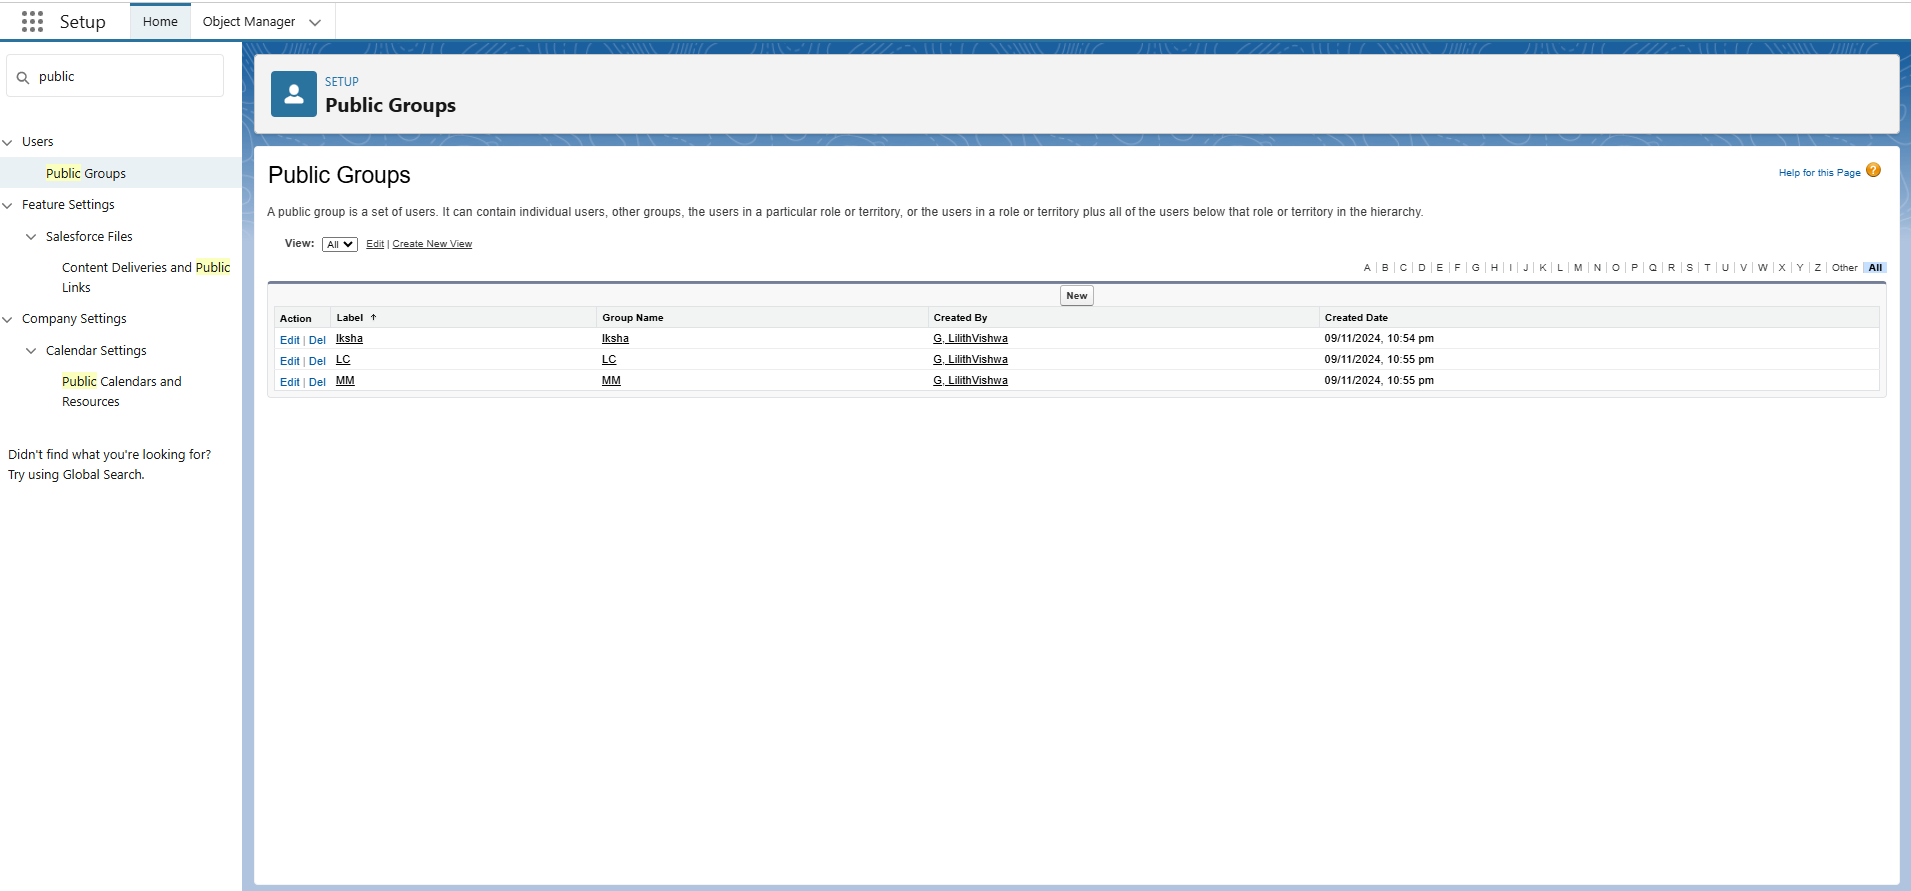 Setup
Home
Object Manager
public
Users
Public Groups
Feature Settings
Salesforce Files
Content Deliveries and Public
Links
Company Settings
Calendar Settings
Public Calendars and
Resources
Didn't find what you're looking for?
Try using Global Search.
SETUP
Public Groups
Public Groups
Help for this Page ?
A public group is a set of users. It can contain individual users, other groups, the users in a particular role or territory, or the users in a role or territory plus all of the users below that role or territory in the hierarchy.
View: All Edit | Create New View
A | B | C | D | E | F | G | H | I | J | K | L | M | N | O | P | Q | R | S | T | U | V | W | X | Y | Z | Other All
New
Action Label ↑ Group Name Created By Created Date
Edit | Del Iksha Iksha G, LilithVishwa 09/11/2024, 10:54 pm
Edit | Del LC LC G, LilithVishwa 09/11/2024, 10:55 pm
Edit | Del MM MM G, LilithVishwa 09/11/2024, 10:55 pm